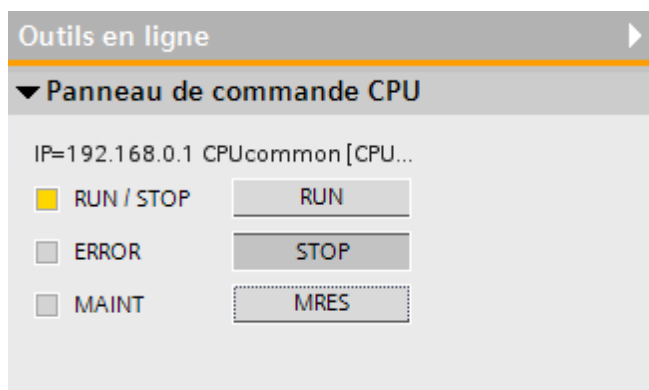 Outils en ligne
Panneau de commande CPU
IP=192.168.0.1 CPUcommon [CPU...
RUN / STOP RUN
ERROR STOP
MAINT MRES